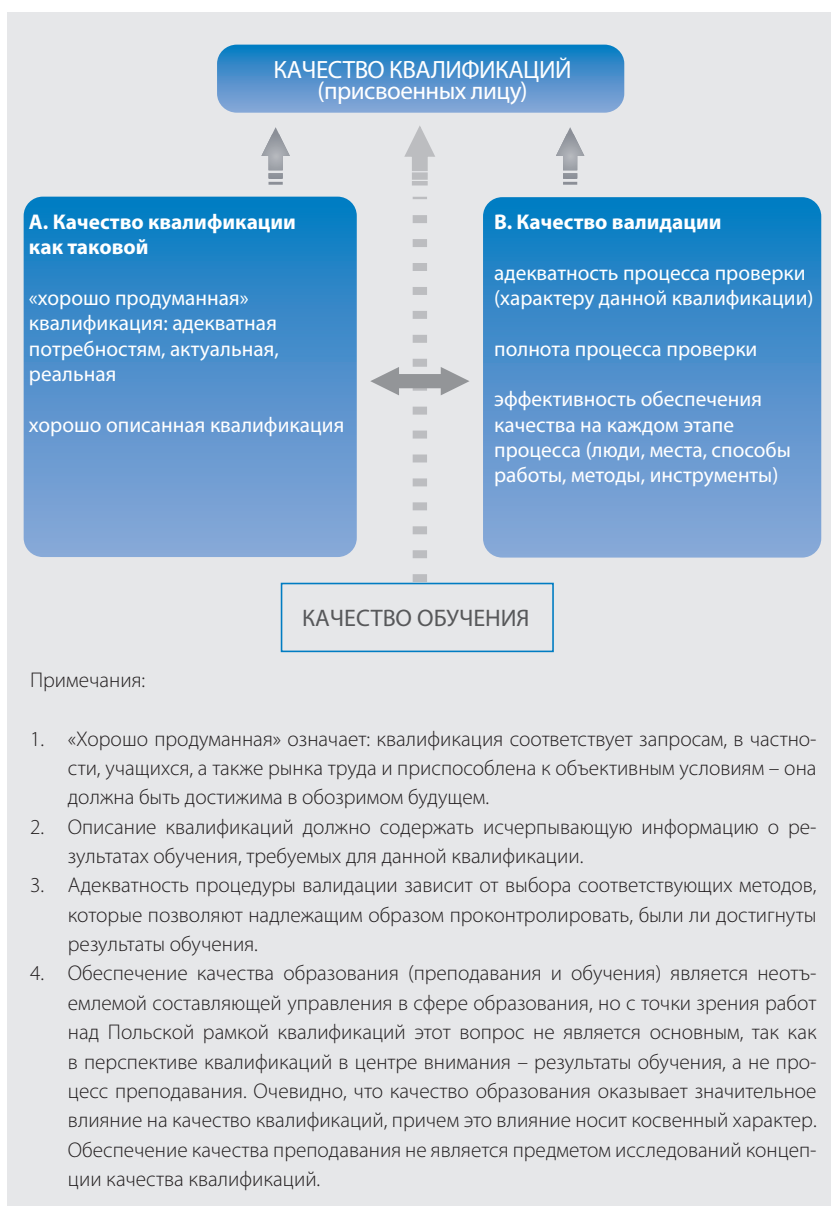 КАЧЕСТВО КВАЛИФИКАЦИЙ
(присвоенных лицу)
А. Качество квалификации
как таковой
«хорошо продуманная»
квалификация: адекватная
потребностям, актуальная,
реальная
хорошо описанная квалификация
В. Качество валидации
адекватность процесса проверки
(характеру данной квалификации)
полнота процесса проверки
эффективность обеспечения
качества на каждом этапе
процесса (люди, места, способы
работы, методы, инструменты)
КАЧЕСТВО ОБУЧЕНИЯ
Примечания:
1. «Хорошо продуманная» означает: квалификация соответствует запросам, в частно-
сти, учащихся, а также рынка труда и приспособлена к объективным условиям – она
должна быть достижима в обозримом будущем.
2. Описание квалификаций должно содержать исчерпывающую информацию о ре-
зультатах обучения, требуемых для данной квалификации.
3. Адекватность процедуры валидации зависит от выбора соответствующих методов,
которые позволяют надлежащим образом проконтролировать, были ли достигнуты
результаты обучения.
4. Обеспечение качества образования (преподавания и обучения) является неотъ-
емлемой составляющей управления в сфере образования, но с точки зрения работ
над Польской рамкой квалификаций этот вопрос не является основным, так как
в перспективе квалификаций в центре внимания – результаты обучения, а не про-
цесс преподавания. Очевидно, что качество образования оказывает значительное
влияние на качество квалификаций, причем это влияние носит косвенный характер.
Обеспечение качества преподавания не является предметом исследований концеп-
ции качества квалификаций.